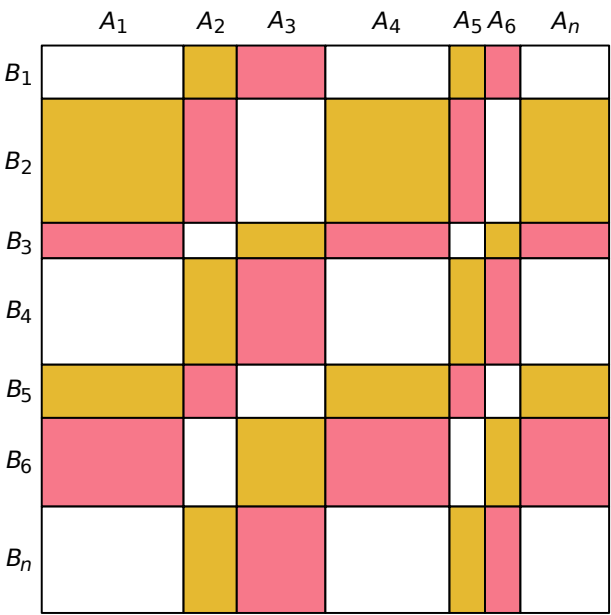 A₁ A₂ A₃ A₄ A₅ A₆ Aₙ
B₁
B₂
B₃
B₄
B₅
B₆
Bₙ